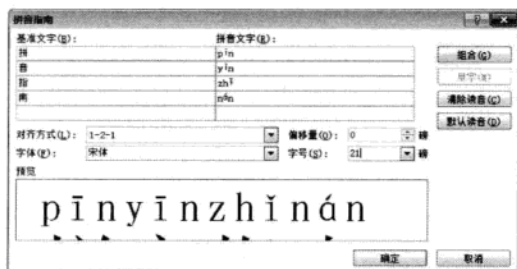 拼音指南
基准文字(B): 拼音文字(R):
拼 pīn
音 yīn
指 zhǐ
南 nán
组合(G)
单字(M)
清除读音(C)
默认读音(D)
对齐方式(L): 1-2-1 偏移量(O): 0 磅
字体(F): 宋体 字号(S): 21 磅
预览
pīnyīnzhǐnán
确定 取消